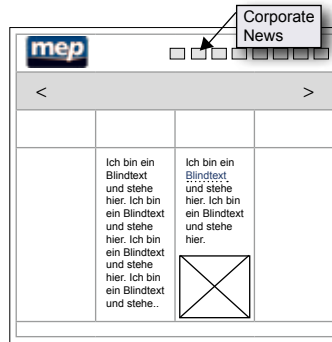 Corporate
News
mep
< >
Ich bin ein
Blindtext
und stehe
hier. Ich bin
ein Blindtext
und stehe
hier. Ich bin
ein Blindtext
und stehe
hier. Ich bin
ein Blindtext
und stehe..
Ich bin ein
Blindtext
und stehe
hier. Ich bin
ein Blindtext
und stehe
hier.